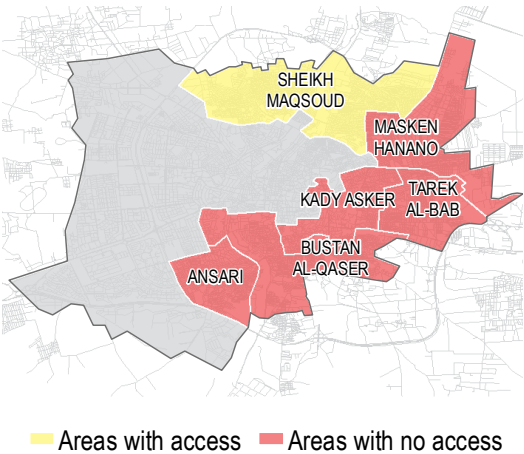 SHEIKH
MAQSOUD
MASKEN
HANANO
KADY ASKER
TAREK
AL-BAB
BUSTAN
AL-QASER
ANSARI
Areas with access
Areas with no access